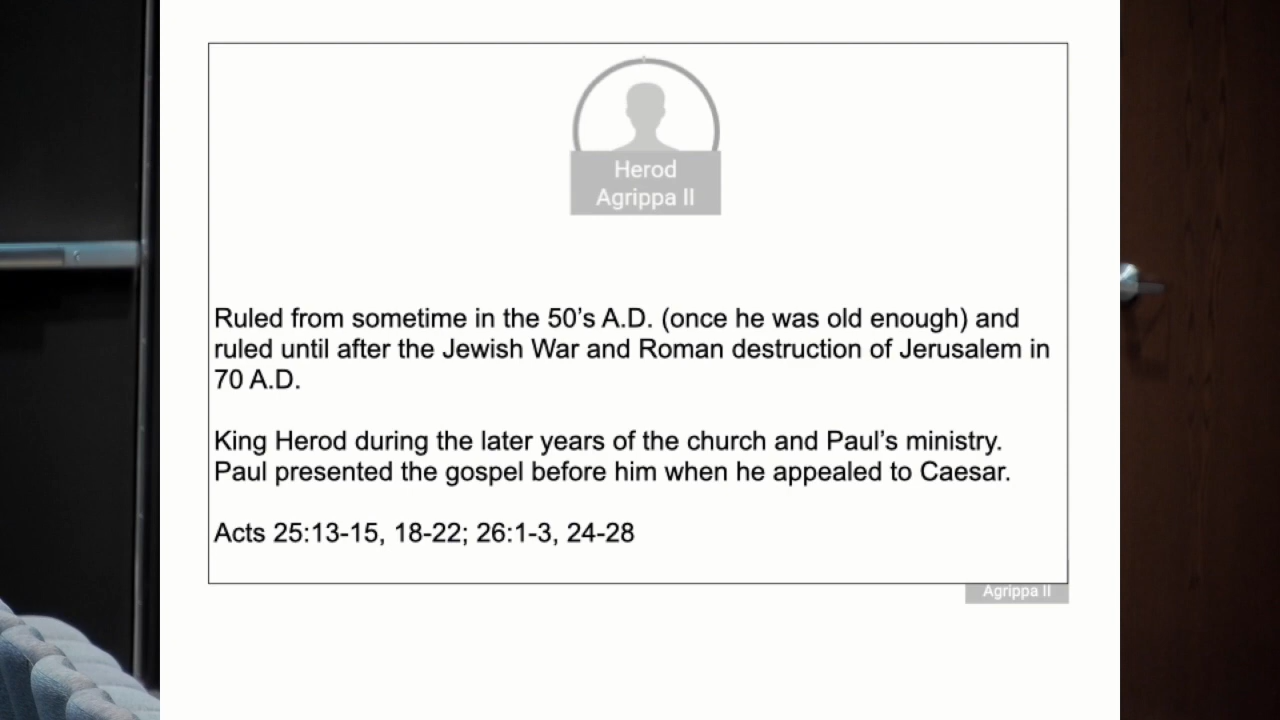 Herod
Agrippa II
Ruled from sometime in the 50's A.D. (once he was old enough) and
ruled until after the Jewish War and Roman destruction of Jerusalem in
70 A.D.
King Herod during the later years of the church and Paul's ministry.
Paul presented the gospel before him when he appealed to Caesar.
Acts 25:13-15, 18-22; 26:1-3, 24-28
Agrippa II